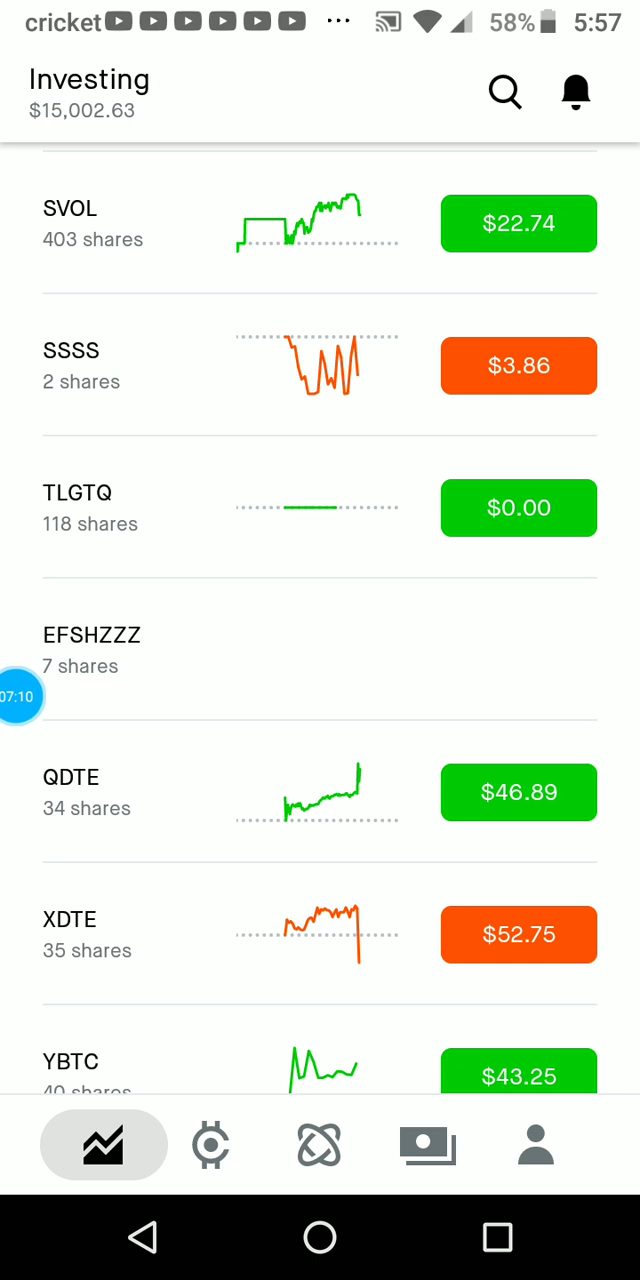 cricket 58% 5:57
Investing
$15,002.63
SVOL
403 shares
$22.74
SSSS
2 shares
$3.86
TLGTQ
118 shares
$0.00
EFSHZZZ
7 shares
07:10
QDTE
34 shares
$46.89
XDTE
35 shares
$52.75
YBTC
40 shares
$43.25